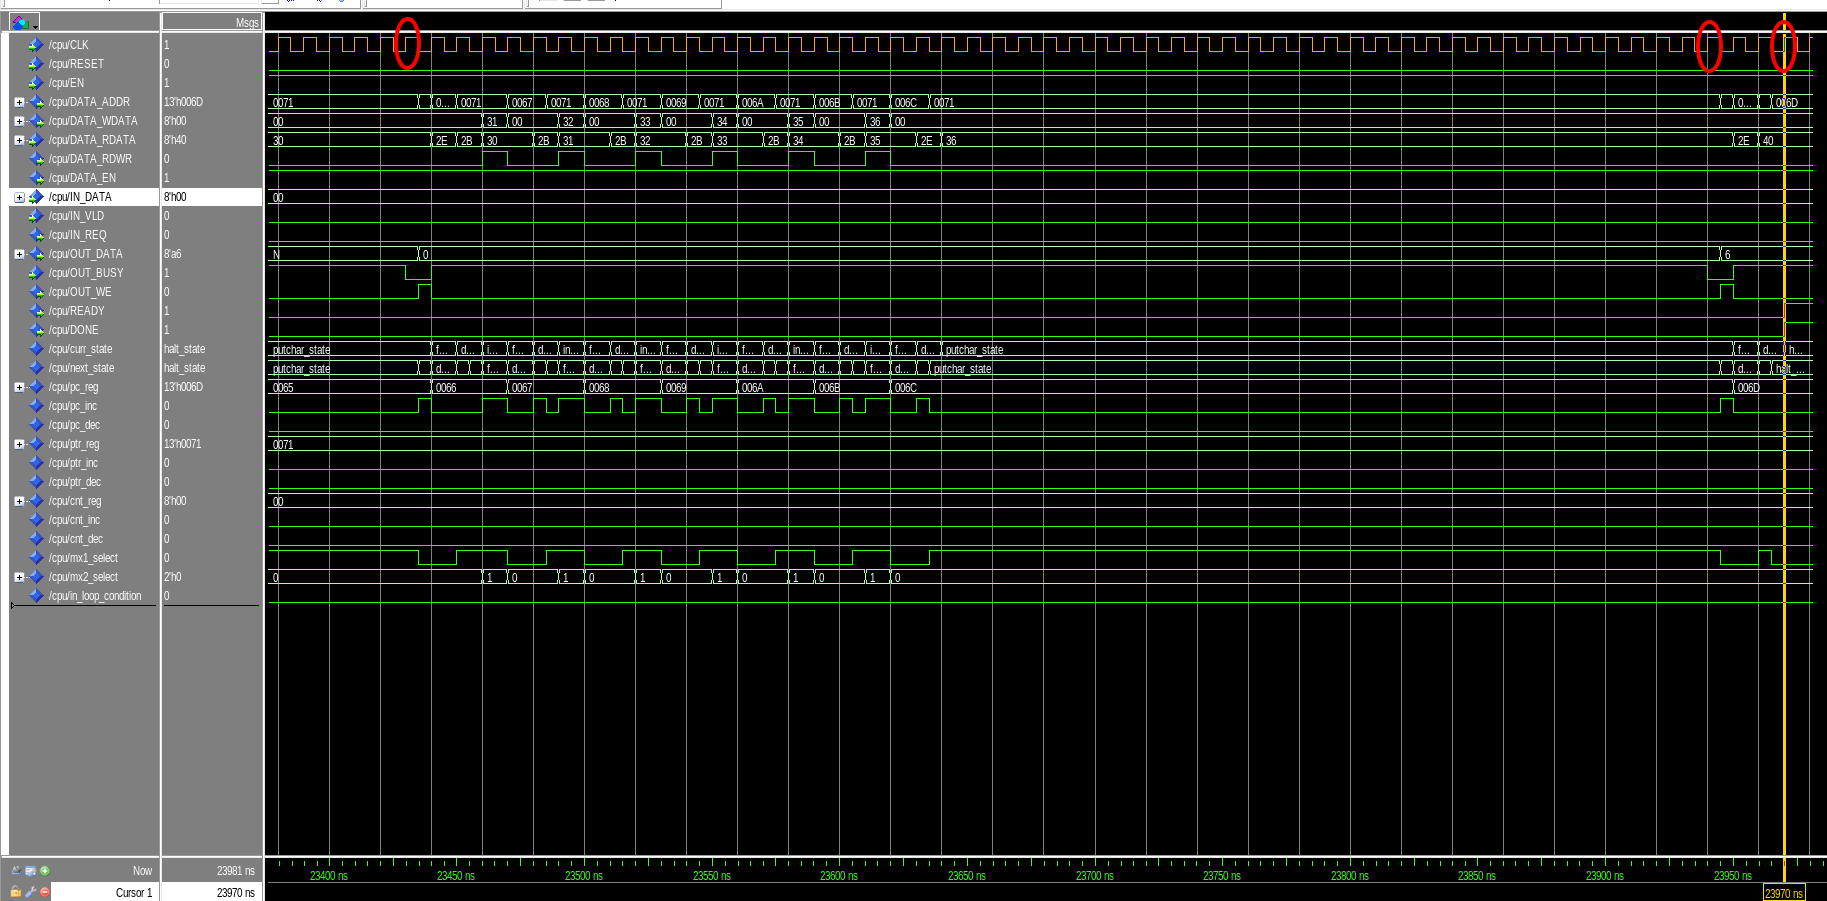 Msgs
/cpu/CLK 1
/cpu/RESET 0
/cpu/EN 1
/cpu/DATA_ADDR 13'h006D 0071 0... 0071 0067 0071 0068 0071 0069 0071 006A 0071 006B 0071 006C 0071 0... 006D
/cpu/DATA_WDATA 8'h00 00 31 00 32 00 33 00 34 00 35 00 36 00
/cpu/DATA_RDATA 8'h40 30 2E 2B 30 2B 31 2B 32 2B 33 2B 34 2B 35 2E 36 2E 40
/cpu/DATA_RDWR 0
/cpu/DATA_EN 1
/cpu/IN_DATA 8'h00 00
/cpu/IN_VLD 0
/cpu/IN_REQ 0
/cpu/OUT_DATA 8'a6 N 0 6
/cpu/OUT_BUSY 1
/cpu/OUT_WE 0
/cpu/READY 1
/cpu/DONE 1
/cpu/curr_state halt_state putchar_state f... d... i... f... d... in... f... d... in... f... d... i... f... d... in... f... d... i... f... d... putchar_state f... d... h...
/cpu/next_state halt_state putchar_state d... f... d... f... d... f... d... f... d... f... d... f... d... putchar_state d... halt_...
/cpu/pc_reg 13'h006D 0065 0066 0067 0068 0069 006A 006B 006C 006D
/cpu/pc_inc 0
/cpu/pc_dec 0
/cpu/ptr_reg 13'h0071 0071
/cpu/ptr_inc 0
/cpu/ptr_dec 0
/cpu/cnt_reg 8'h00 00
/cpu/cnt_inc 0
/cpu/cnt_dec 0
/cpu/mx1_select 0
/cpu/mx2_select 2'h0 0 1 0 1 0 1 0 1 0 1 0 1 0
/cpu/in_loop_condition 0
Now 23981 ns 23400 ns 23450 ns 23500 ns 23550 ns 23600 ns 23650 ns 23700 ns 23750 ns 23800 ns 23850 ns 23900 ns 23950 ns
Cursor 1 23970 ns 23970 ns